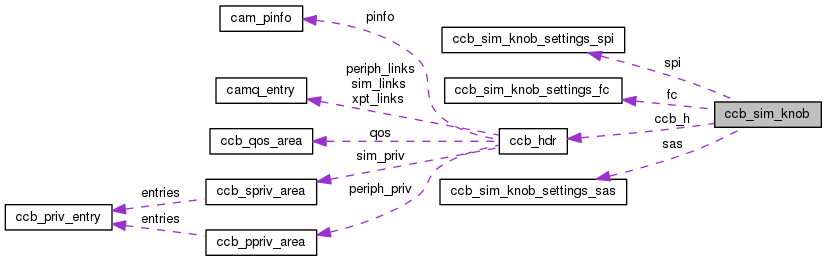 cam_pinfo
pinfo
ccb_sim_knob_settings_spi
spi
periph_links
sim_links
xpt_links
camq_entry
ccb_sim_knob_settings_fc
fc
ccb_sim_knob
ccb_h
qos
ccb_qos_area
ccb_hdr
sas
sim_priv
entries
ccb_spriv_area
periph_priv
ccb_sim_knob_settings_sas
ccb_priv_entry
entries
ccb_ppriv_area